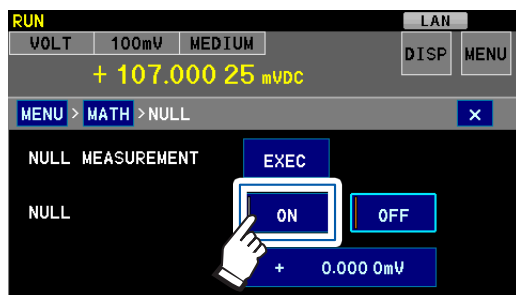 RUN LAN
VOLT 100mV MEDIUM DISP MENU
+ 107.000 25 mVDC
MENU > MATH > NULL ×
NULL MEASUREMENT EXEC
NULL ON OFF
+ 0.000 0mV